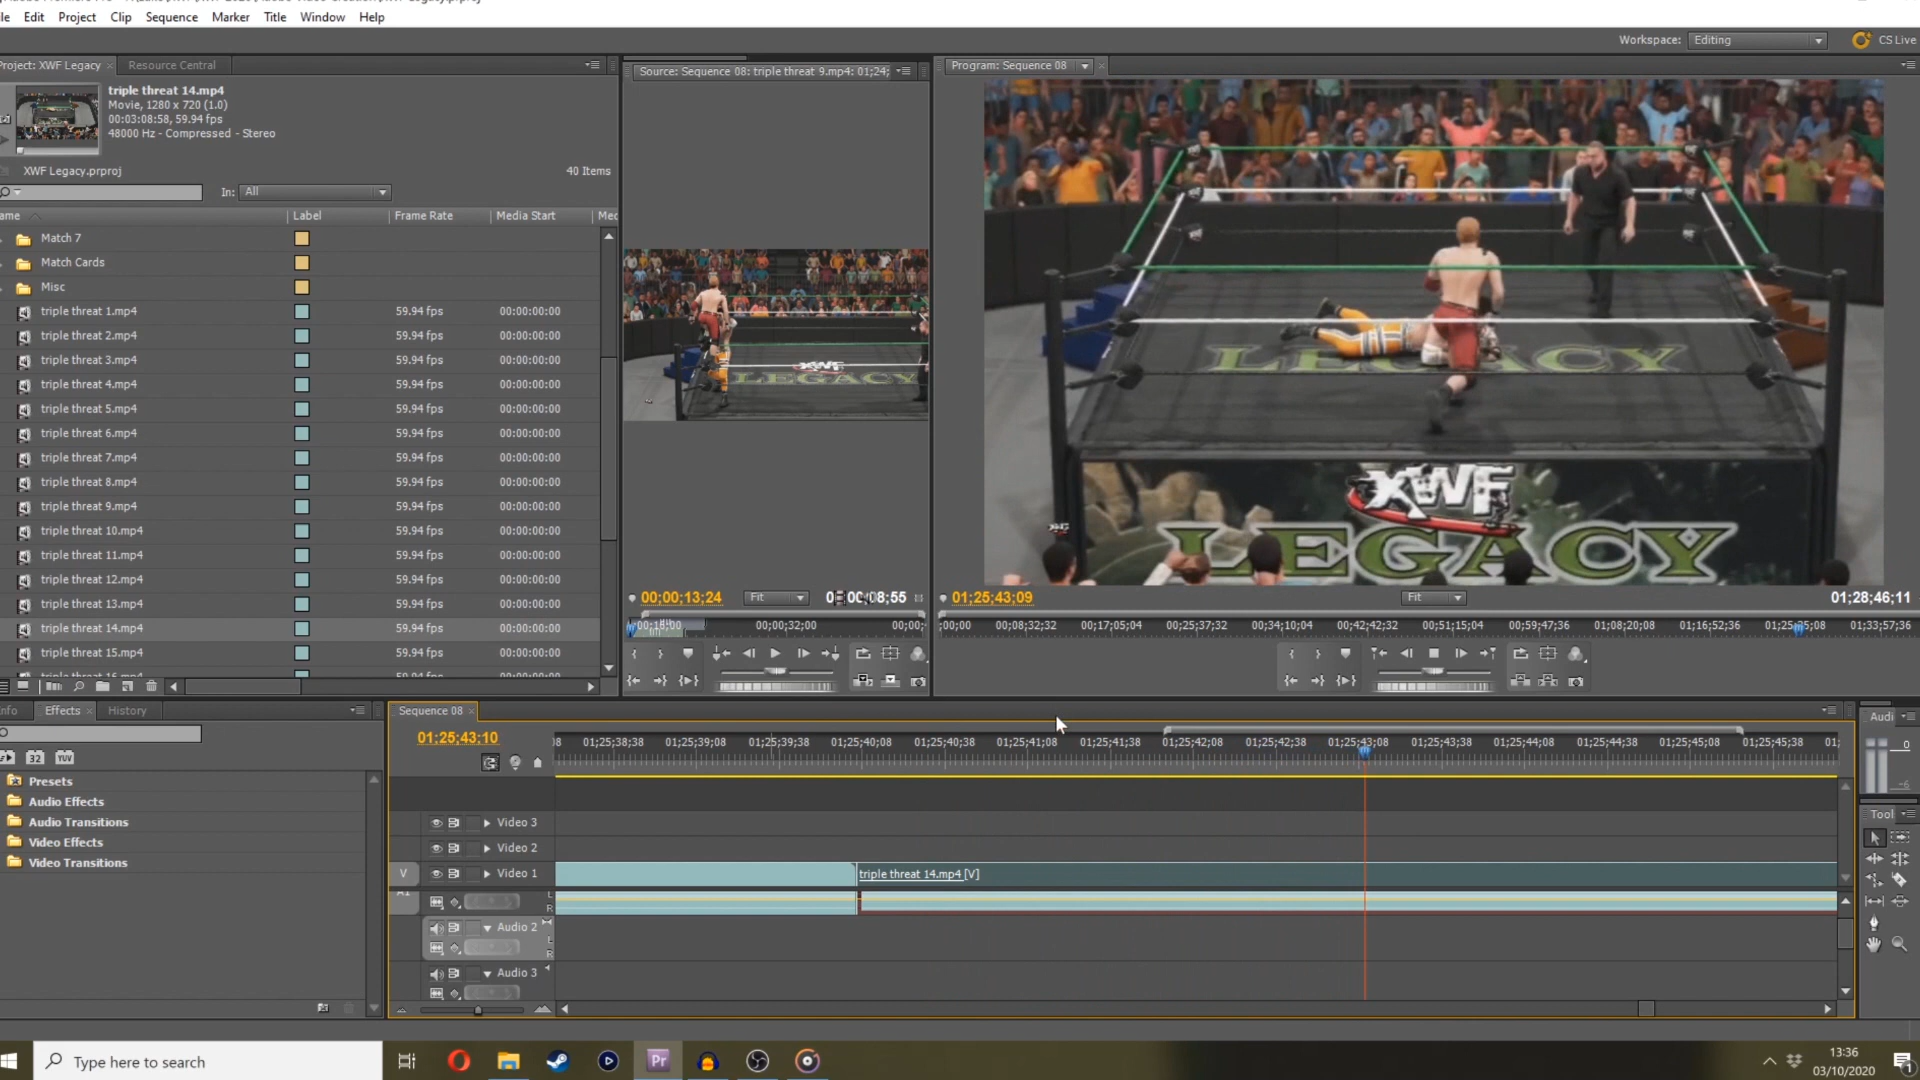 Edit Project Clip Sequence Marker Title Window Help
Workspace: Editing CS Live
Project: XWF Legacy Resource Central
triple threat 14.mp4
Movie, 1280 x 720 (1.0)
00:03:08:58, 59.94 fps
48000 Hz - Compressed - Stereo
XWF Legacy.prproj 40 Items
In: All
Label Frame Rate Media Start
Match 7
Match Cards
Misc
triple threat 1.mp4 59.94 fps 00:00:00:00
triple threat 2.mp4 59.94 fps 00:00:00:00
triple threat 3.mp4 59.94 fps 00:00:00:00
triple threat 4.mp4 59.94 fps 00:00:00:00
triple threat 5.mp4 59.94 fps 00:00:00:00
triple threat 6.mp4 59.94 fps 00:00:00:00
triple threat 7.mp4 59.94 fps 00:00:00:00
triple threat 8.mp4 59.94 fps 00:00:00:00
triple threat 9.mp4 59.94 fps 00:00:00:00
triple threat 10.mp4 59.94 fps 00:00:00:00
triple threat 11.mp4 59.94 fps 00:00:00:00
triple threat 12.mp4 59.94 fps 00:00:00:00
triple threat 13.mp4 59.94 fps 00:00:00:00
triple threat 14.mp4 59.94 fps 00:00:00:00
triple threat 15.mp4 59.94 fps 00:00:00:00
Source: Sequence 08: triple threat 9.mp4: 01;24;
XWF
LEGACY
00;00;13;24 Fit
00;00;32;00 00;00;
Program: Sequence 08
LEGACY
XWF
LEGACY
01;25;43;09 Fit 01;28;46;11
;00;00 00;08;32;32 00;17;05;04 00;25;37;32 00;34;10;04 00;42;42;32 00;51;15;04 00;59;47;36 01;08;20;08 01;16;52;36 01;33;57;36
Effects History
32 YUV
Presets
Audio Effects
Audio Transitions
Video Effects
Video Transitions
Sequence 08
01;25;43;10
01;25;38;38 01;25;39;08 01;25;39;38 01;25;40;08 01;25;40;38 01;25;41;08 01;25;41;38 01;25;42;08 01;25;42;38 01;25;43;08 01;25;43;38 01;25;44;08 01;25;44;38 01;25;45;08 01;25;45;38 01;
Video 3
Video 2
V Video 1 triple threat 14.mp4 [V]
Audio 2
Audio 3
Audi
0
-6
Tool
Type here to search
Pr
13:36
03/10/2020
1